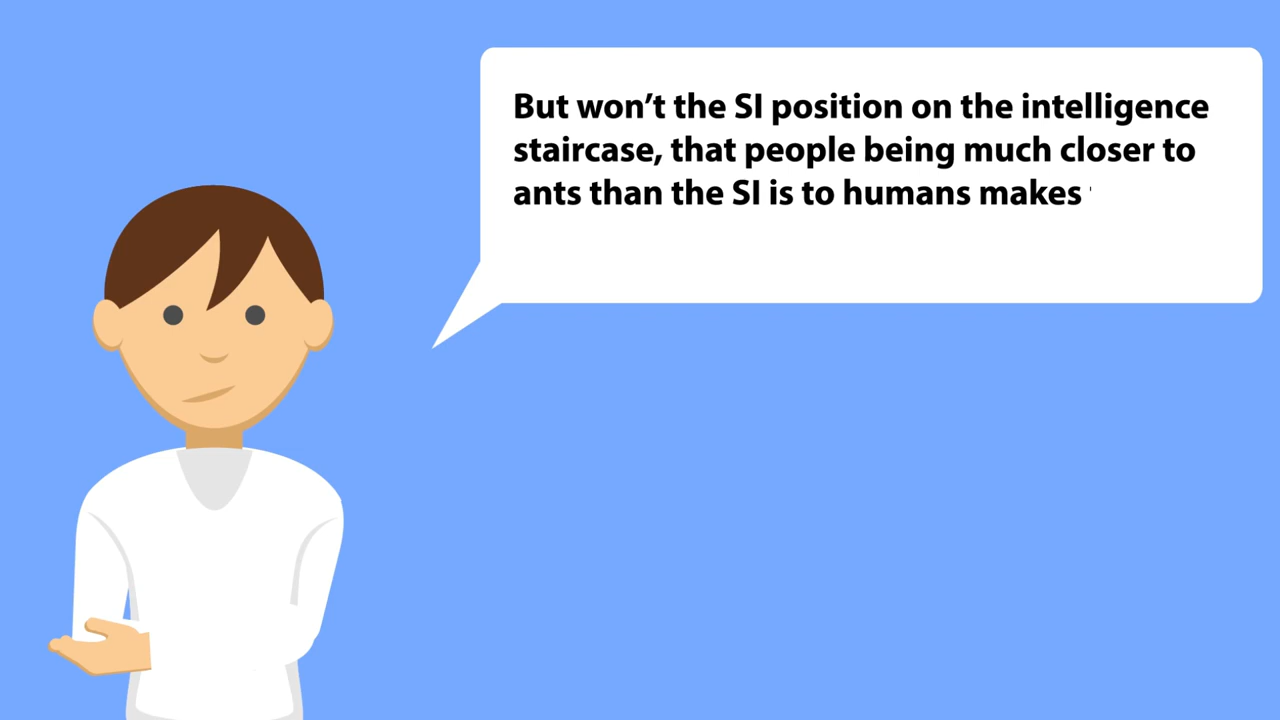 But won’t the SI position on the intelligence
staircase, that people being much closer to
ants than the SI is to humans makes